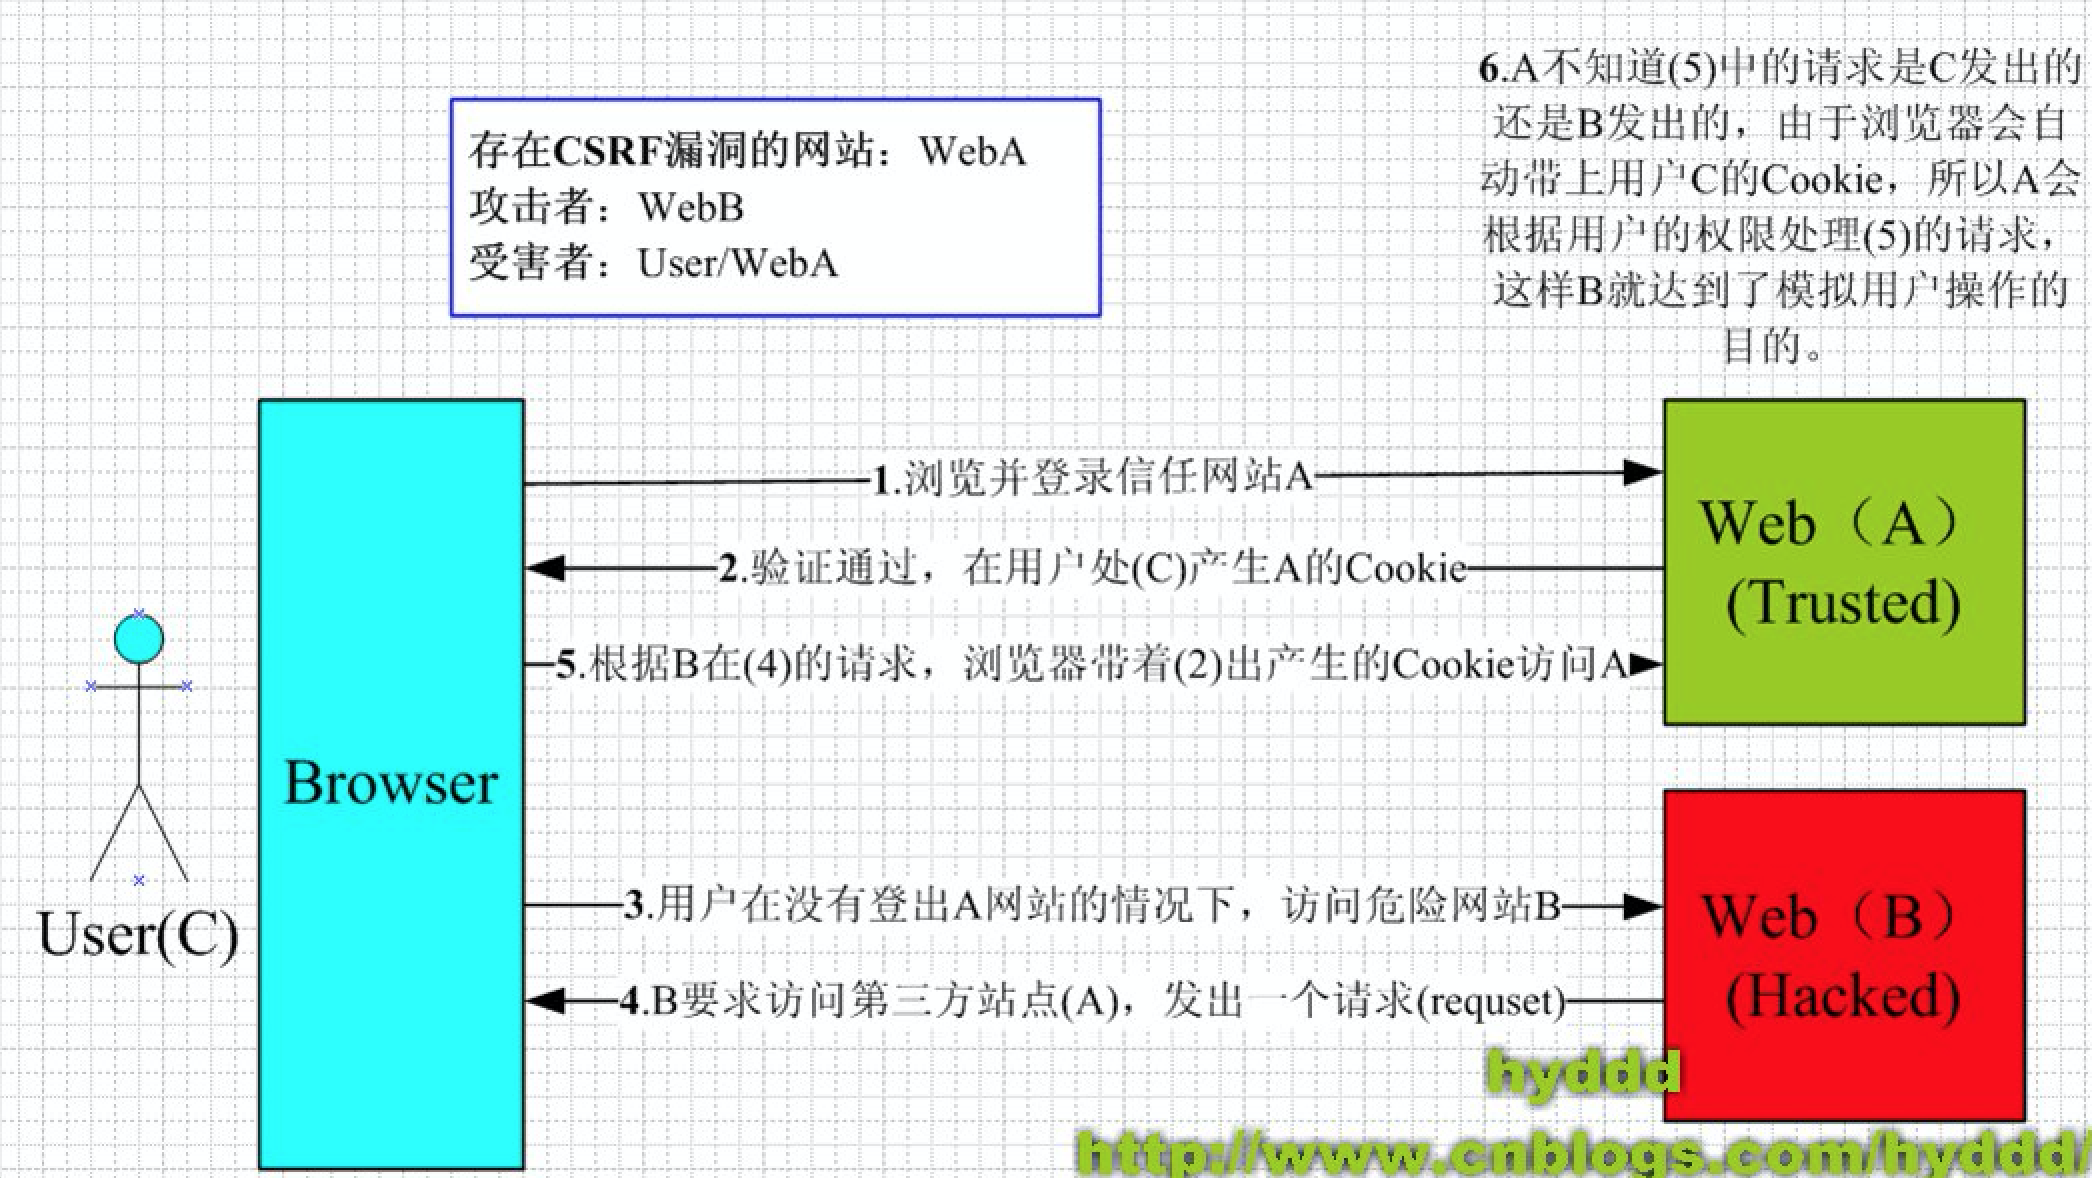 6.A不知道(5)中的请求是C发出的
还是B发出的，由于浏览器会自
动带上用户C的Cookie，所以A会
根据用户的权限处理(5)的请求，
这样B就达到了模拟用户操作的
目的。
存在CSRF漏洞的网站：WebA
攻击者：WebB
受害者：User/WebA
1.浏览并登录信任网站A
2.验证通过，在用户处(C)产生A的Cookie
5.根据B在(4)的请求，浏览器带着(2)出产生的Cookie访问A
Web（A）
(Trusted)
Browser
User(C)
3.用户在没有登出A网站的情况下，访问危险网站B
4.B要求访问第三方站点(A)，发出一个请求(requset)
Web（B）
(Hacked)
hyddd
http://www.cnblogs.com/hyddd/